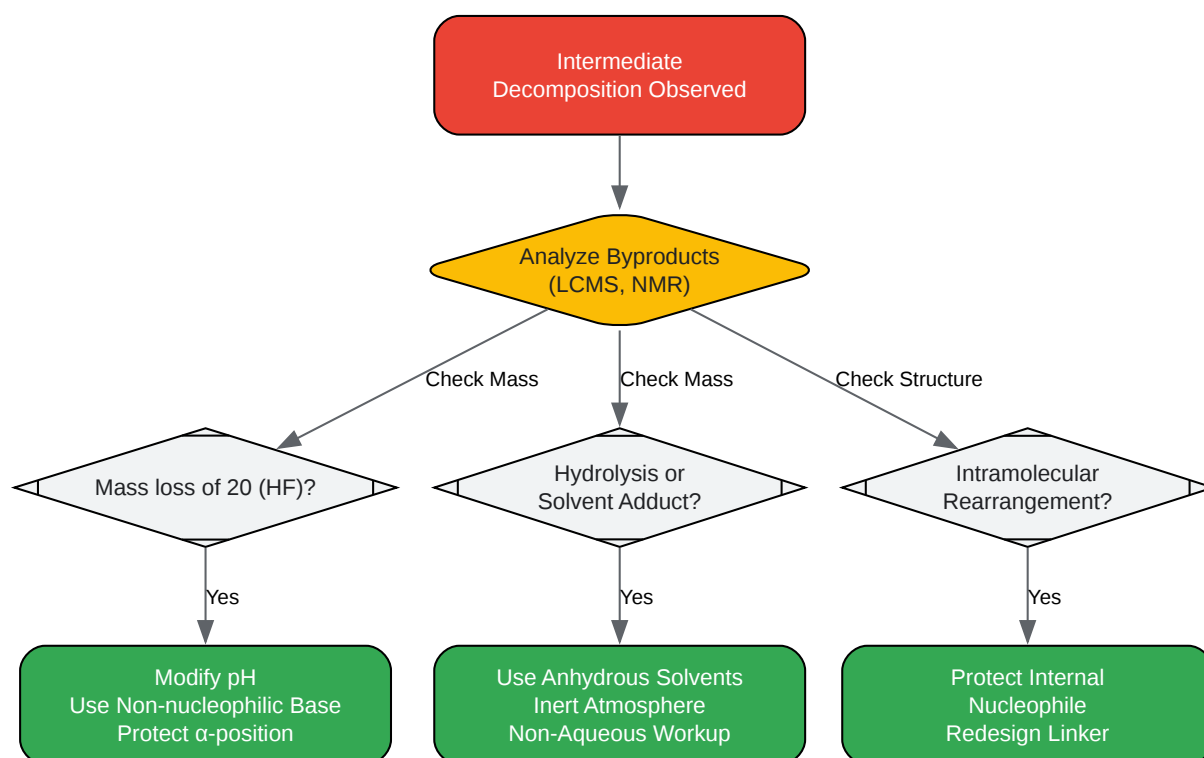 Intermediate
Decomposition Observed
Analyze Byproducts
(LCMS, NMR)
Check Mass
Check Mass
Check Structure
Mass loss of 20 (HF)?
Hydrolysis or
Solvent Adduct?
Intramolecular
Rearrangement?
Yes
Yes
Yes
Modify pH
Use Non-nucleophilic Base
Protect α-position
Use Anhydrous Solvents
Inert Atmosphere
Non-Aqueous Workup
Protect Internal
Nucleophile
Redesign Linker